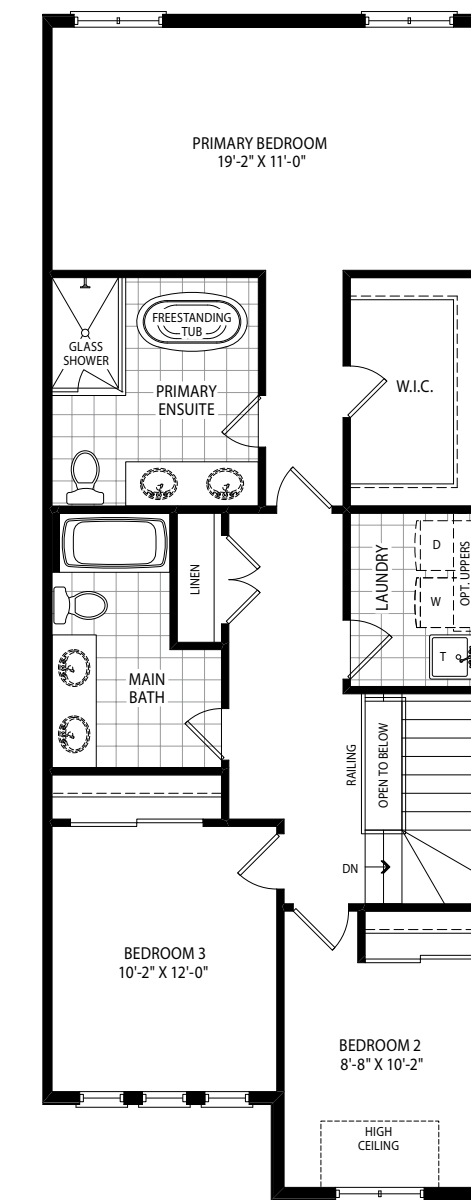 PRIMARY BEDROOM
19'-2" X 11'-0"
FREESTANDING
TUB
GLASS
SHOWER
PRIMARY
ENSUITE
W.I.C.
LINEN
LAUNDRY
D
W
OPT. UPPERS
T
MAIN
BATH
RAILING
OPEN TO BELOW
DN
BEDROOM 3
10'-2" X 12'-0"
BEDROOM 2
8'-8" X 10'-2"
HIGH
CEILING